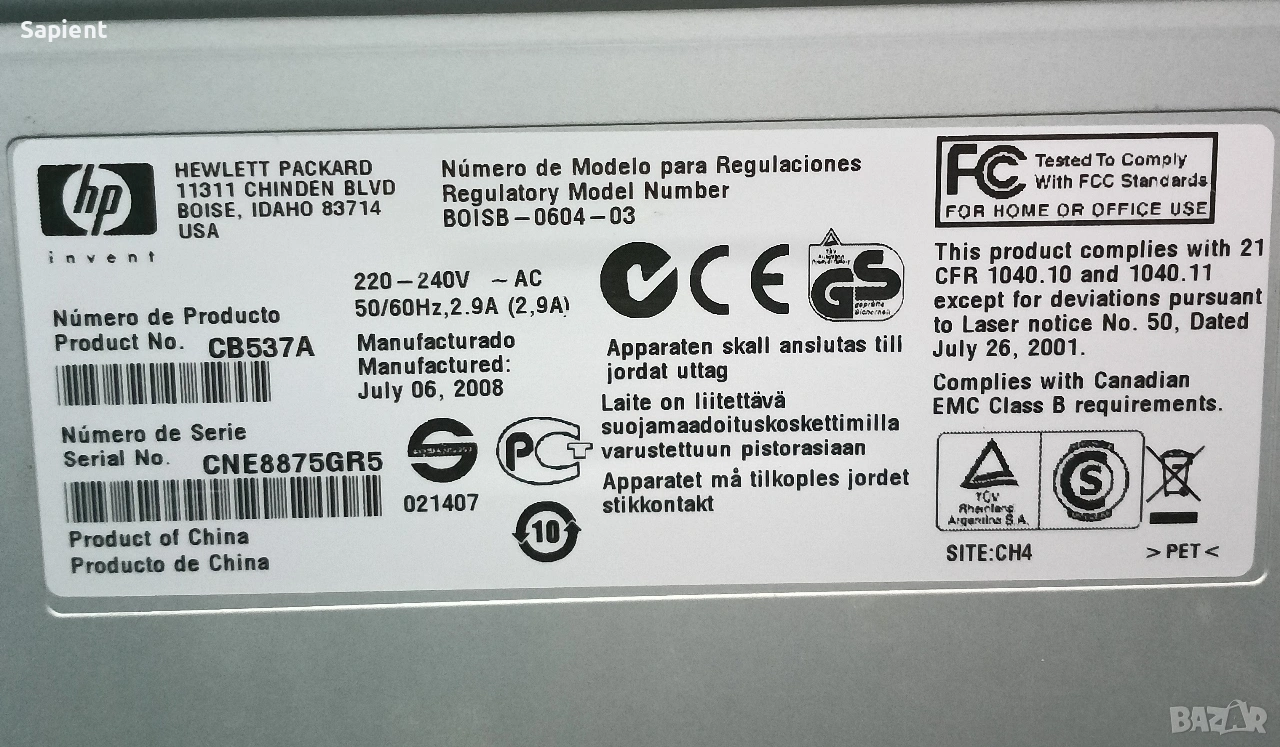 Sapient
hp
invent
HEWLETT PACKARD
11311 CHINDEN BLVD
BOISE, IDAHO 83714
USA
Número de Modelo para Regulaciones
Regulatory Model Number
BOISB-0604-03
FC Tested To Comply
With FCC Standards
FOR HOME OR OFFICE USE
220-240V ~ AC
50/60Hz,2.9A (2,9A)
Número de Producto
Product No. CB537A
Manufacturado
Manufactured:
July 06, 2008
Número de Serie
Serial No. CNE8875GR5
Product of China
Producto de China
S
021407
PCT
10
CE
GS
geprüfte
Sicherheit
Apparaten skall anslutas till
jordat uttag
Laite on liitettävä
suojamaadoituskoskettimilla
varustettuun pistorasiaan
Apparatet må tilkoples jordet
stikkontakt
This product complies with 21
CFR 1040.10 and 1040.11
except for deviations pursuant
to Laser notice No. 50, Dated
July 26, 2001.
Complies with Canadian
EMC Class B requirements.
TÜV
Rheinland
Argentina S.A.
S
SITE:CH4
>PET<
BAZAR